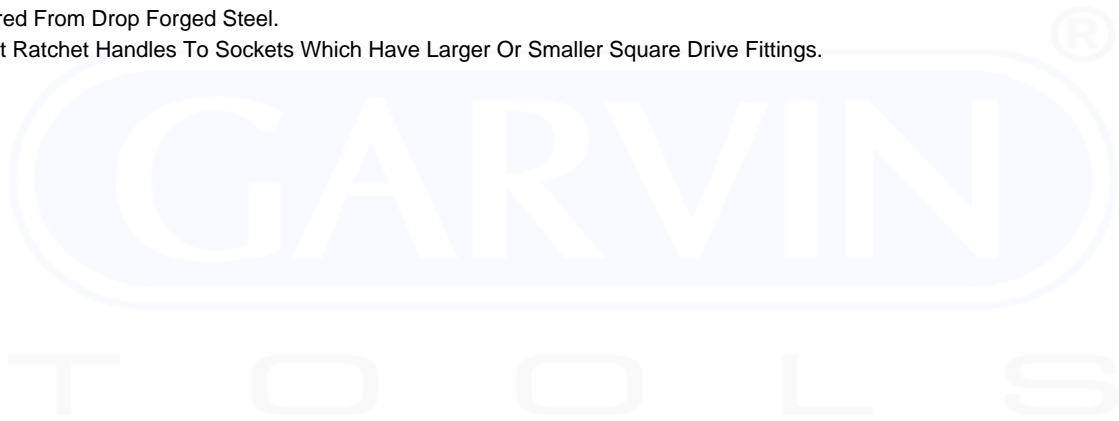 red From Drop Forged Steel.
t Ratchet Handles To Sockets Which Have Larger Or Smaller Square Drive Fittings.
®
GARVIN
TOOLS